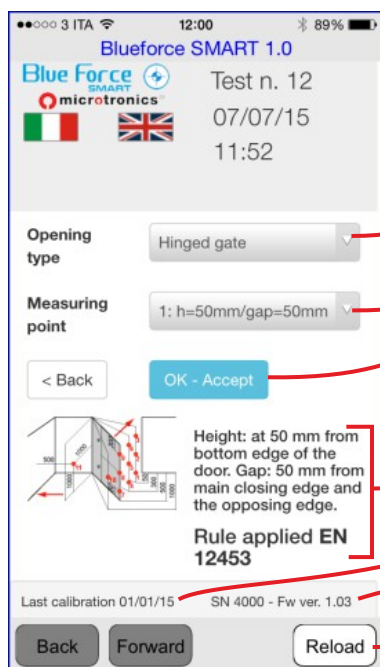 3 ITA 12:00 89%
Blueforce SMART 1.0
Blue Force
SMART
microtronics
Test n. 12
07/07/15
11:52
Opening
type
Hinged gate
Measuring
point
1: h=50mm/gap=50mm
< Back
OK - Accept
Height: at 50 mm from
bottom edge of the
door. Gap: 50 mm from
main closing edge and
the opposing edge.
Rule applied EN
12453
Last calibration 01/01/15
SN 4000 - Fw ver. 1.03
Back
Forward
Reload